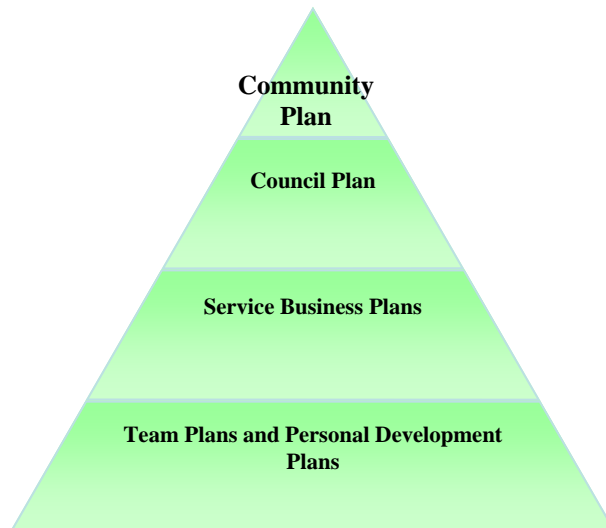 Community
Plan
Council Plan
Service Business Plans
Team Plans and Personal Development
Plans